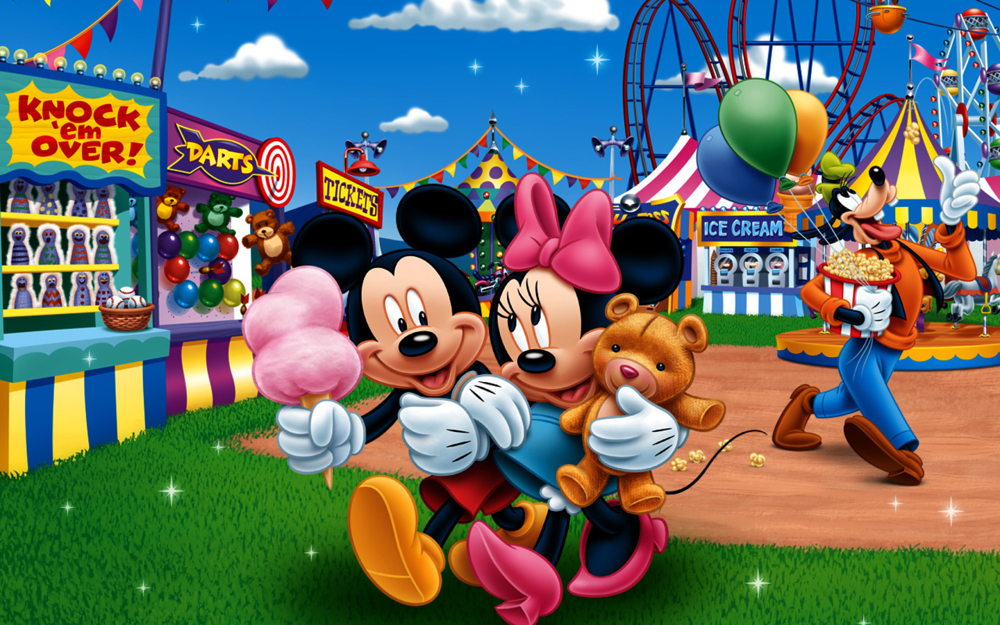 KNOCK
'em
OVER!
DARTS
TICKETS
ICE CREAM